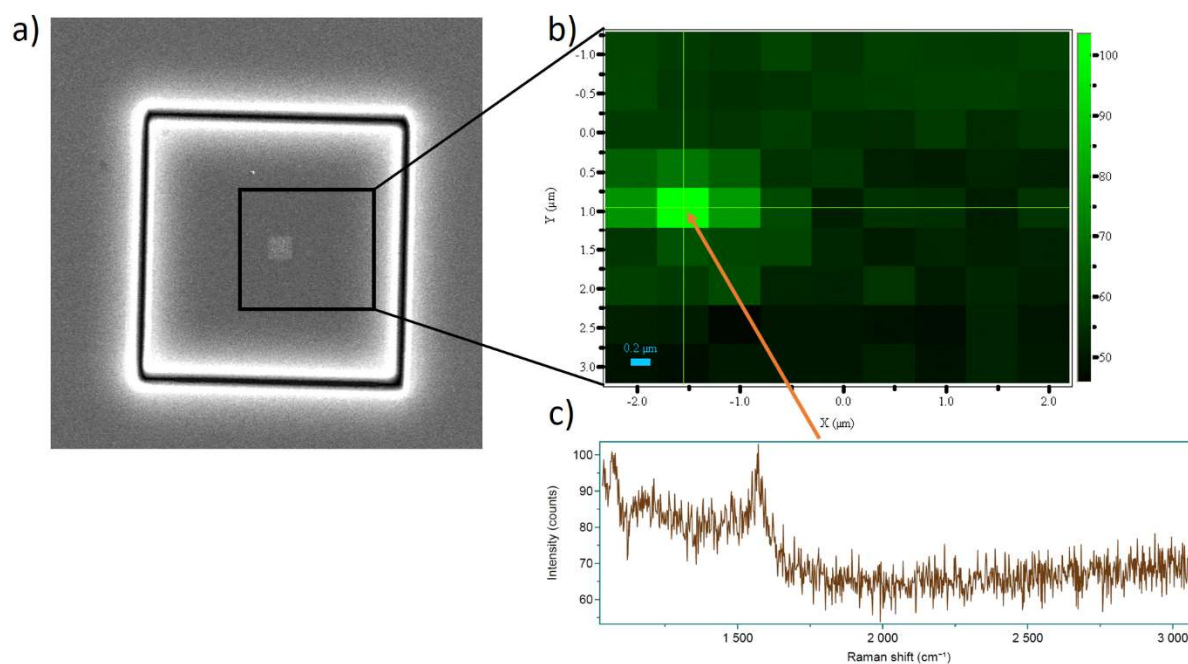 a)
b)
-1.0
-0.5
0.0
0.5
1.0
1.5
2.0
2.5
3.0
Y (μm)
0.2 μm
-2.0 -1.0 0.0 1.0 2.0
X (μm)
100
90
80
70
60
50
c)
100
90
80
70
60
Intensity (counts)
1 500 2 000 2 500 3 000
Raman shift (cm⁻¹)